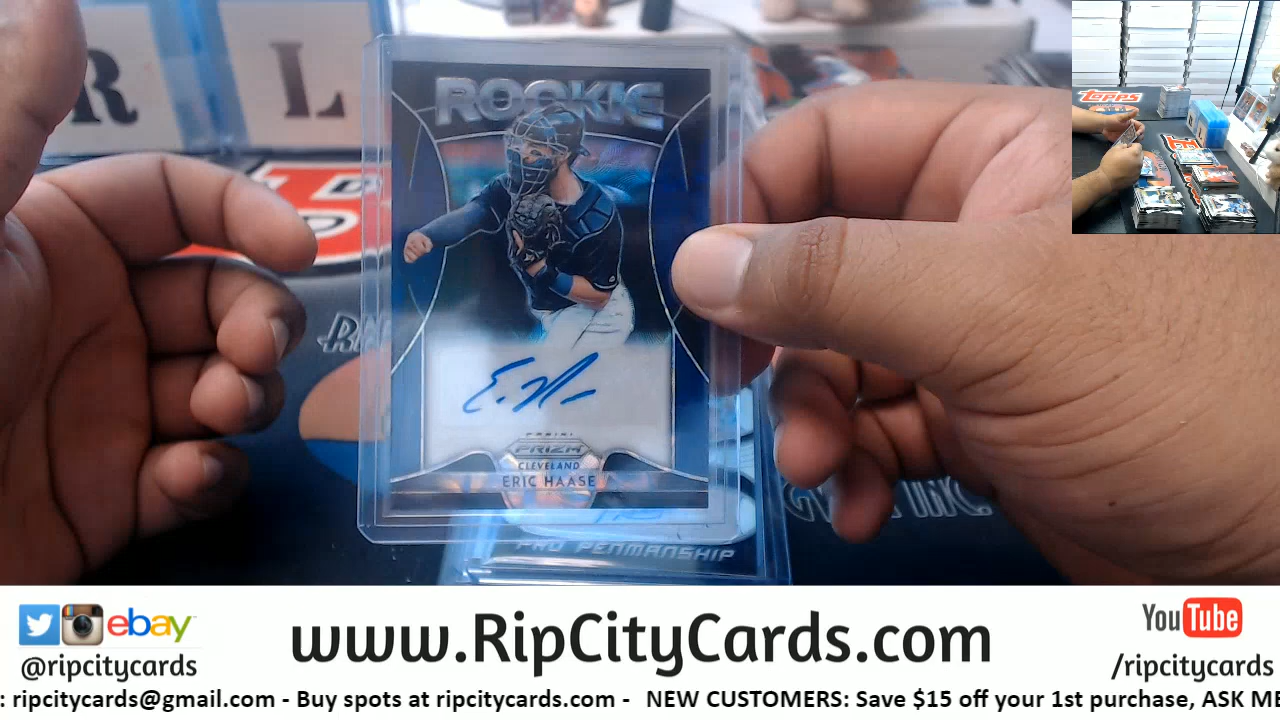 R L
Topps
ROOKIE
E. H
PANINI
PRIZM
CLEVELAND
ERIC HAASE
PRO PENMANSHIP
ebay
@ripcitycards
www.RipCityCards.com
YouTube
/ripcitycards
: ripcitycards@gmail.com - Buy spots at ripcitycards.com - NEW CUSTOMERS: Save $15 off your 1st purchase, ASK ME